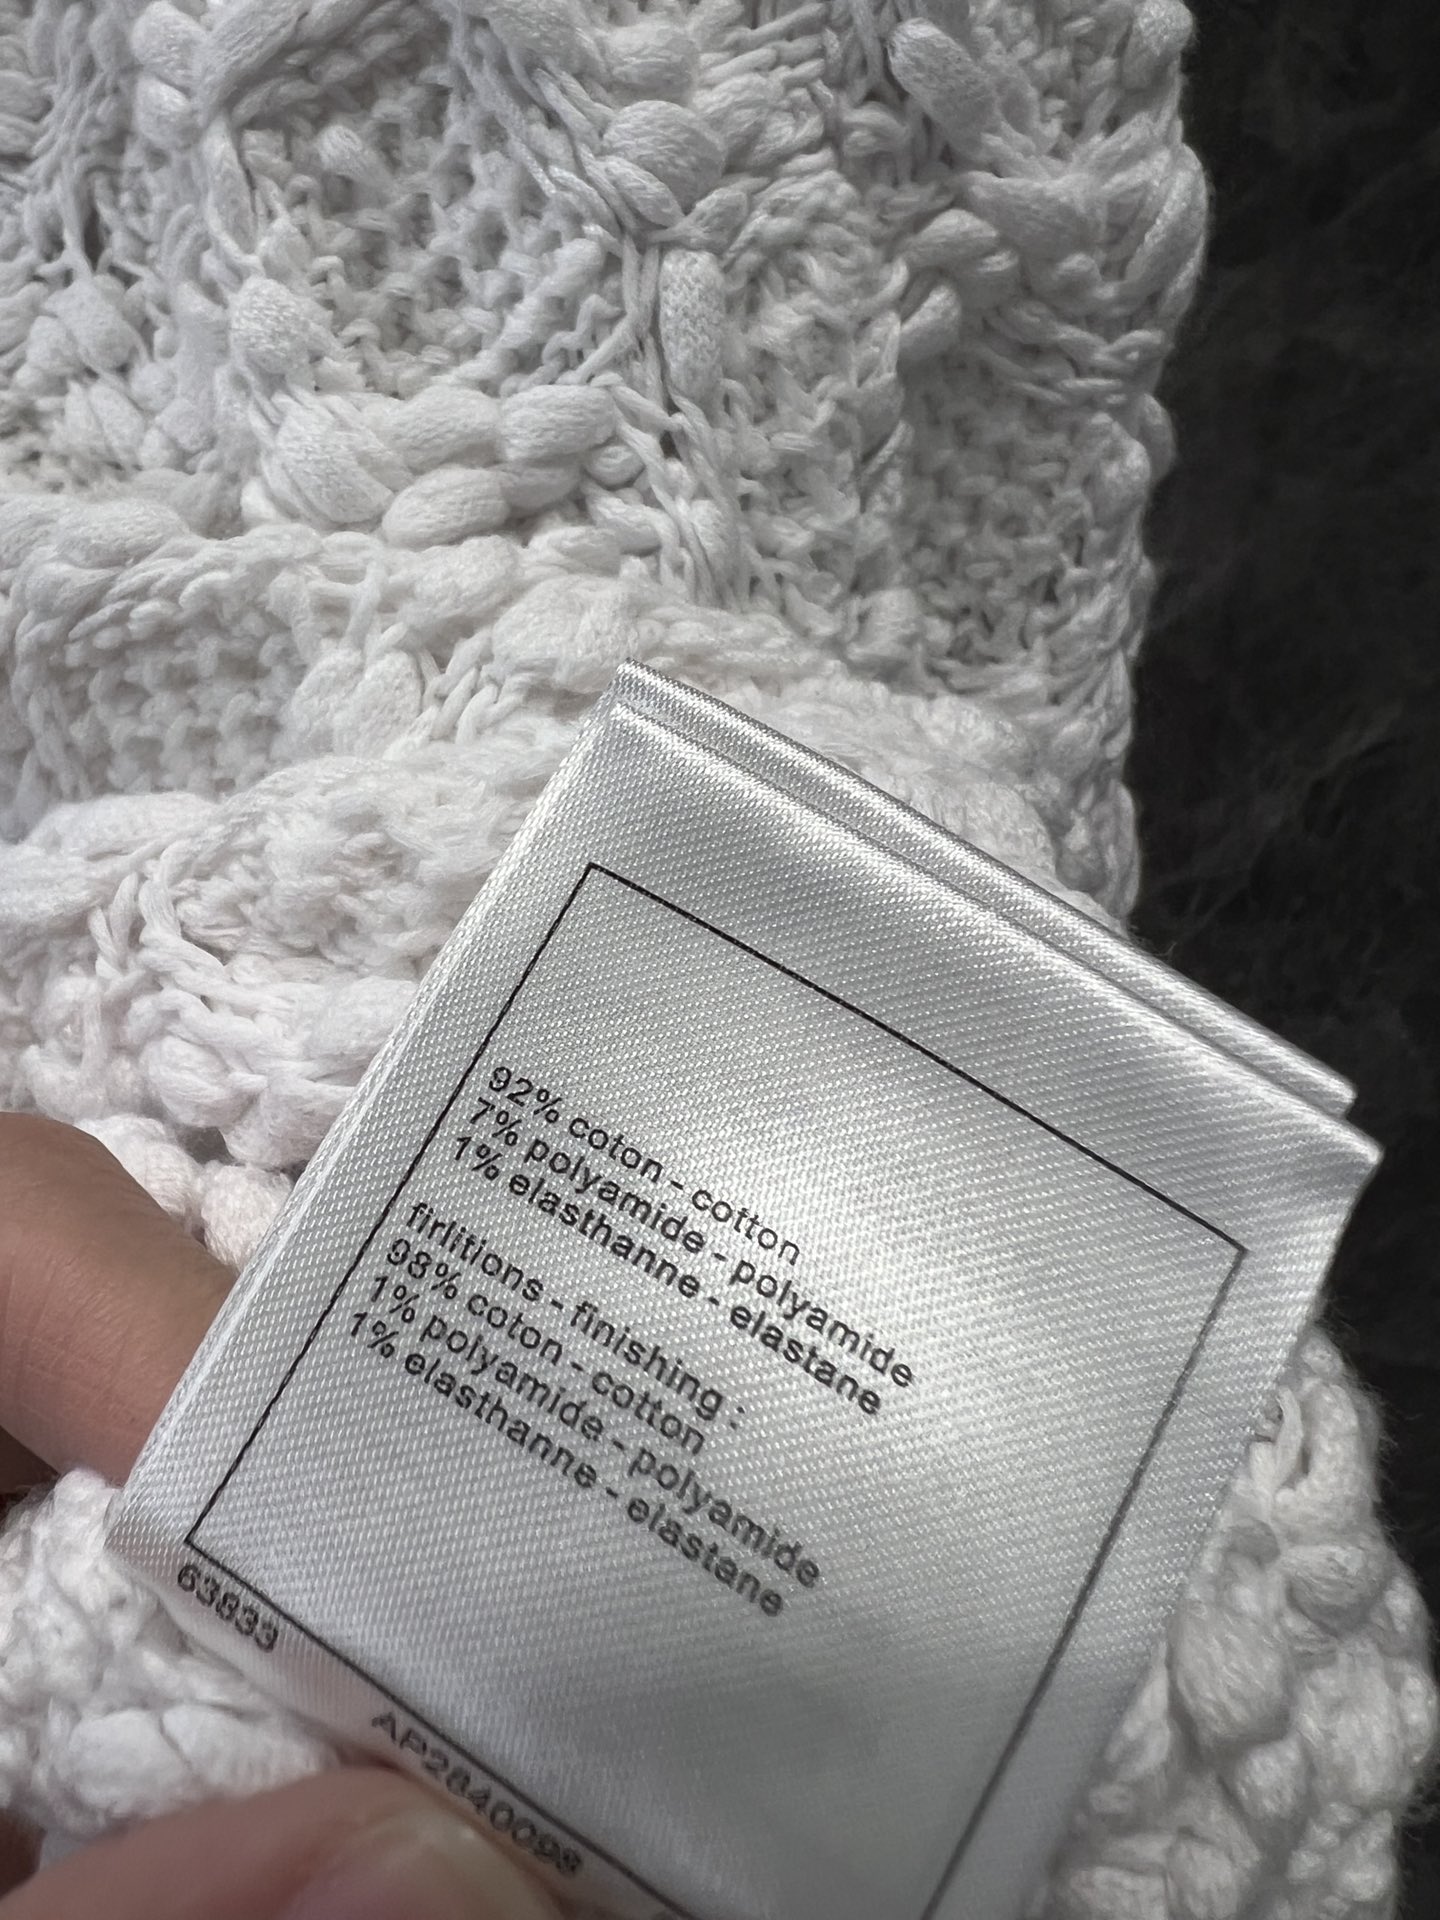 92% coton - cotton
7% polyamide - polyamide
1% elasthanne - elastane
firlitions - finishing :
98% coton - cotton
1% polyamide - polyamide
1% elasthanne - elastane
63833